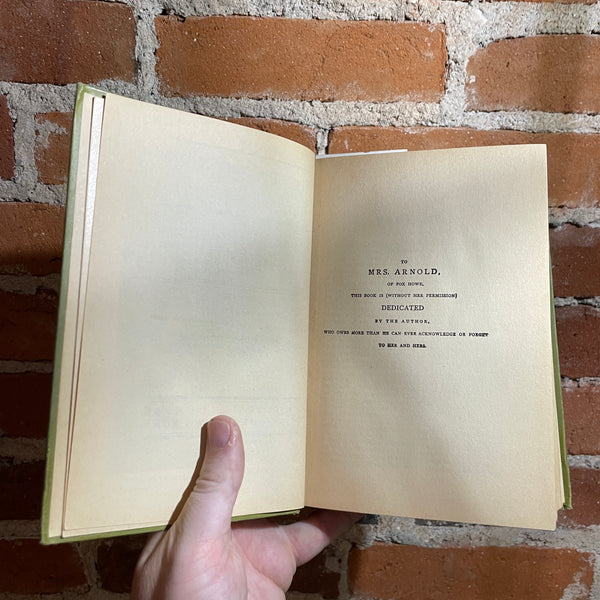 TO
MRS. ARNOLD,
OF FOX HOWE,
THIS BOOK IS (WITHOUT HER PERMISSION)
DEDICATED
BY THE AUTHOR,
WHO OWES MORE THAN HE CAN EVER ACKNOWLEDGE OR FORGET
TO HER AND HERS.